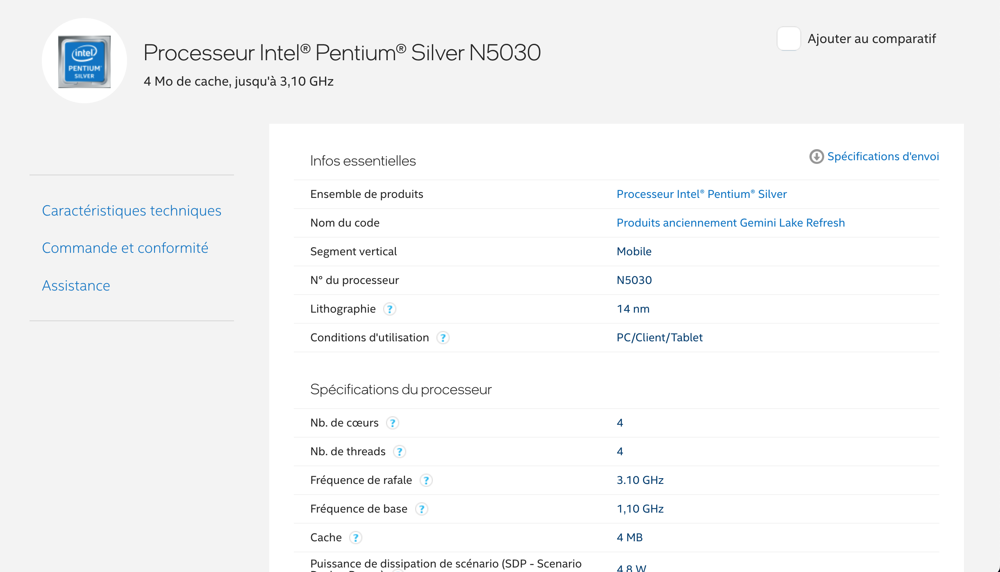 intel
PENTIUM
SILVER
Processeur Intel® Pentium® Silver N5030
4 Mo de cache, jusqu'à 3,10 GHz
Ajouter au comparatif
Caractéristiques techniques
Commande et conformité
Assistance
Infos essentielles
Spécifications d'envoi
Ensemble de produits Processeur Intel® Pentium® Silver
Nom du code Produits anciennement Gemini Lake Refresh
Segment vertical Mobile
N° du processeur N5030
Lithographie ? 14 nm
Conditions d'utilisation ? PC/Client/Tablet
Spécifications du processeur
Nb. de cœurs ? 4
Nb. de threads ? 4
Fréquence de rafale ? 3.10 GHz
Fréquence de base ? 1,10 GHz
Cache ? 4 MB
Puissance de dissipation de scénario (SDP - Scenario
4.8 W